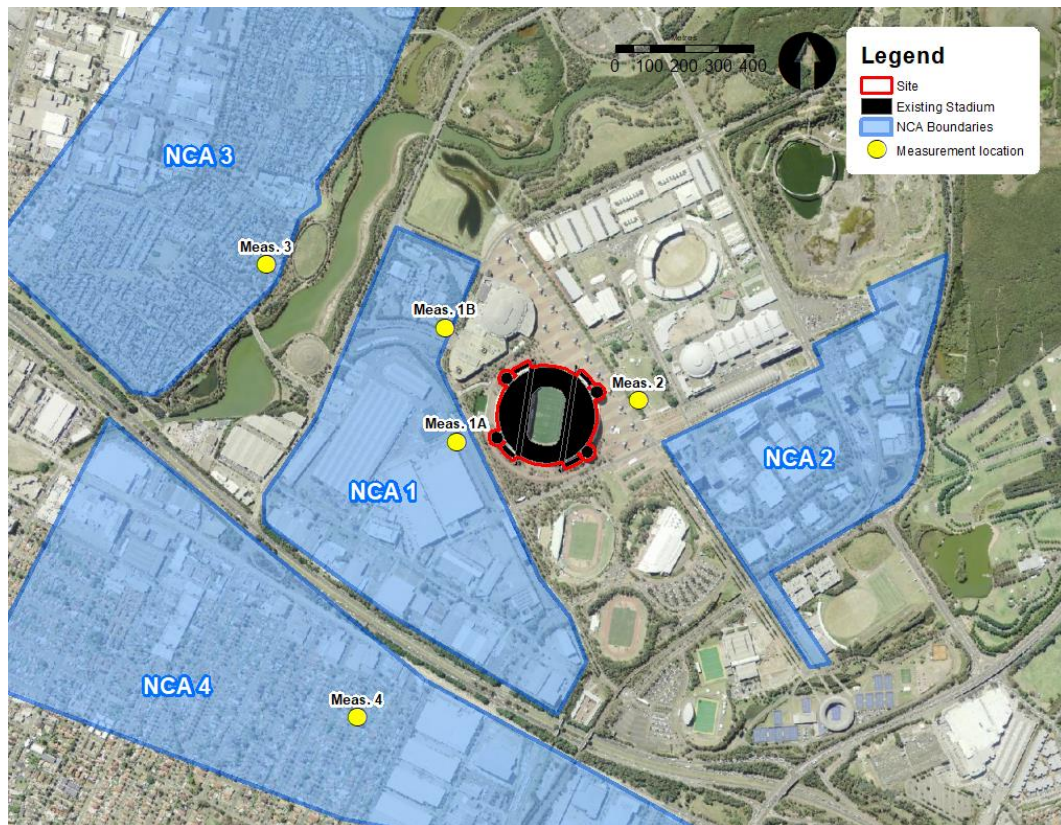 Metres
0 100 200 300 400
Legend
Site
Existing Stadium
NCA Boundaries
Measurement location
NCA 3
Meas. 3
Meas. 1B
Meas. 2
Meas. 1A
NCA 2
NCA 1
NCA 4
Meas. 4